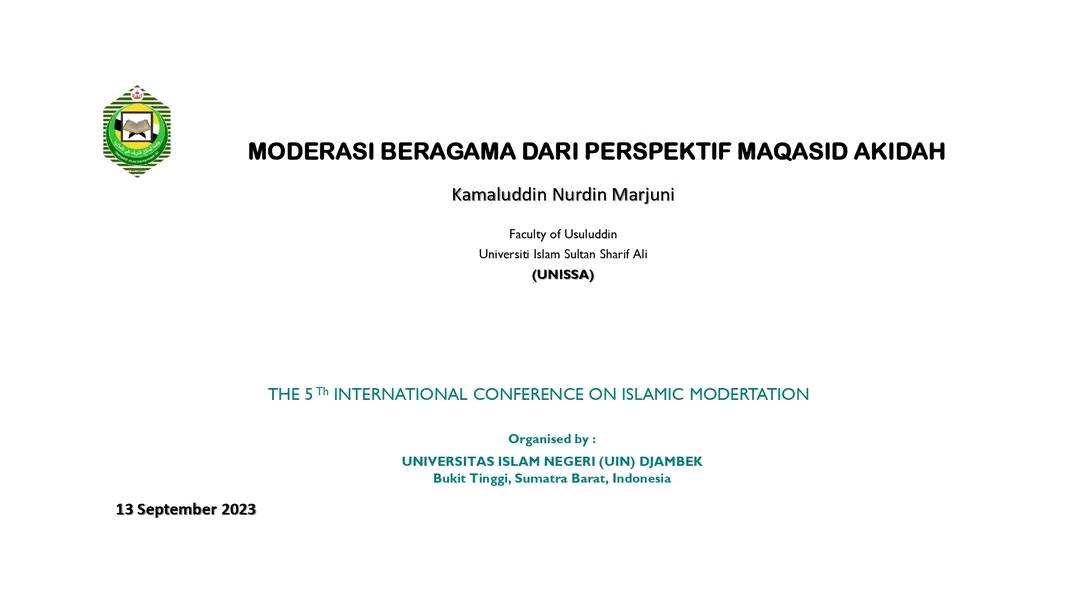 MODERASI BERAGAMA DARI PERSPEKTIF MAQASID AKIDAH
Kamaluddin Nurdin Marjuni
Faculty of Usuluddin
Universiti Islam Sultan Sharif Ali
(UNISSA)
THE 5 Th INTERNATIONAL CONFERENCE ON ISLAMIC MODERTATION
Organised by :
UNIVERSITAS ISLAM NEGERI (UIN) DJAMBEK
Bukit Tinggi, Sumatra Barat, Indonesia
13 September 2023